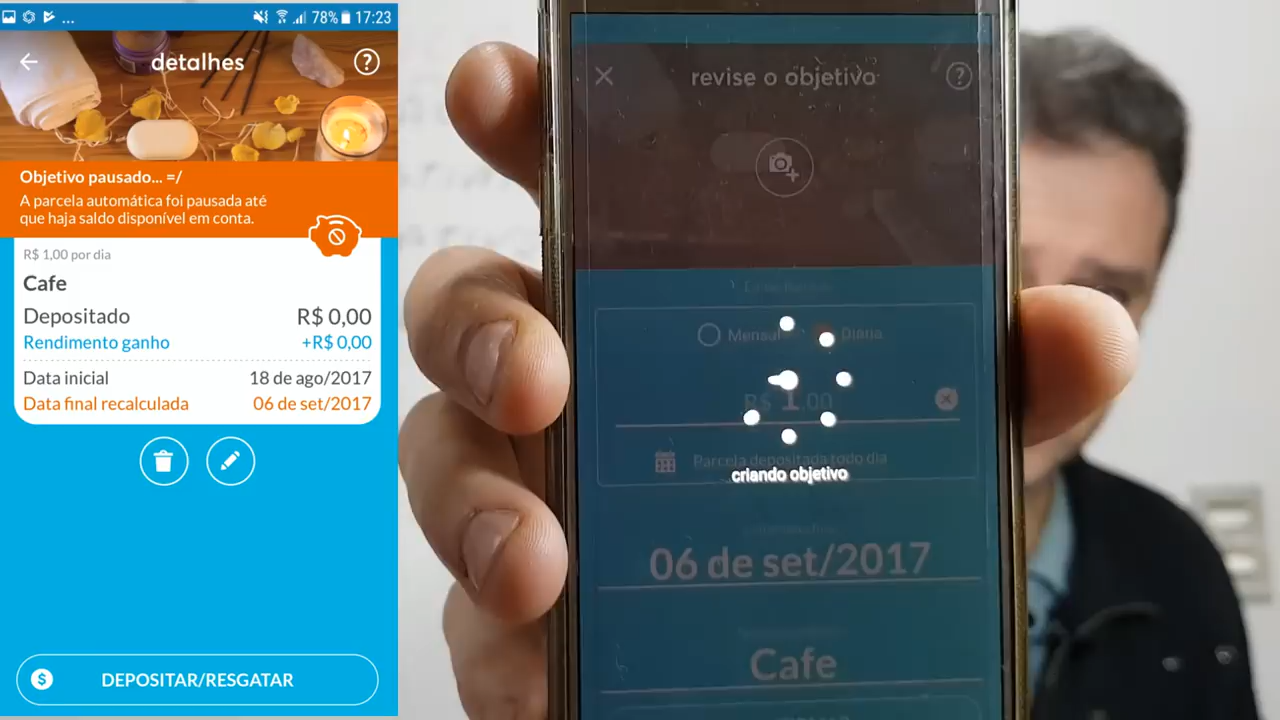 ... 78% 17:23
detalhes
?
Objetivo pausado... =/
A parcela automática foi pausada até
que haja saldo disponível em conta.
R$ 1,00 por dia
Cafe
Depositado R$ 0,00
Rendimento ganho +R$ 0,00
Data inicial 18 de ago/2017
Data final recalculada 06 de set/2017
$ DEPOSITAR/RESGATAR
revise o objetivo
?
Mensal Diaria
R$ 1,00
Parcela depositada todo dia
criando objetivo
06 de set/2017
Cafe